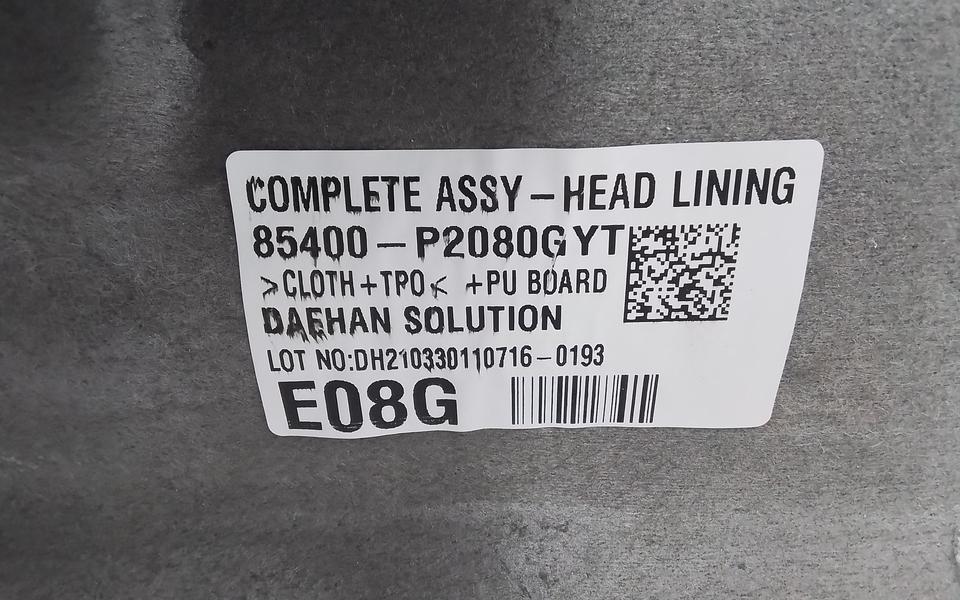 COMPLETE ASSY – HEAD LINING
85400 – P2080GYT
>CLOTH+TPO< +PU BOARD
DAEHAN SOLUTION
LOT NO:DH210330110716-0193
E08G